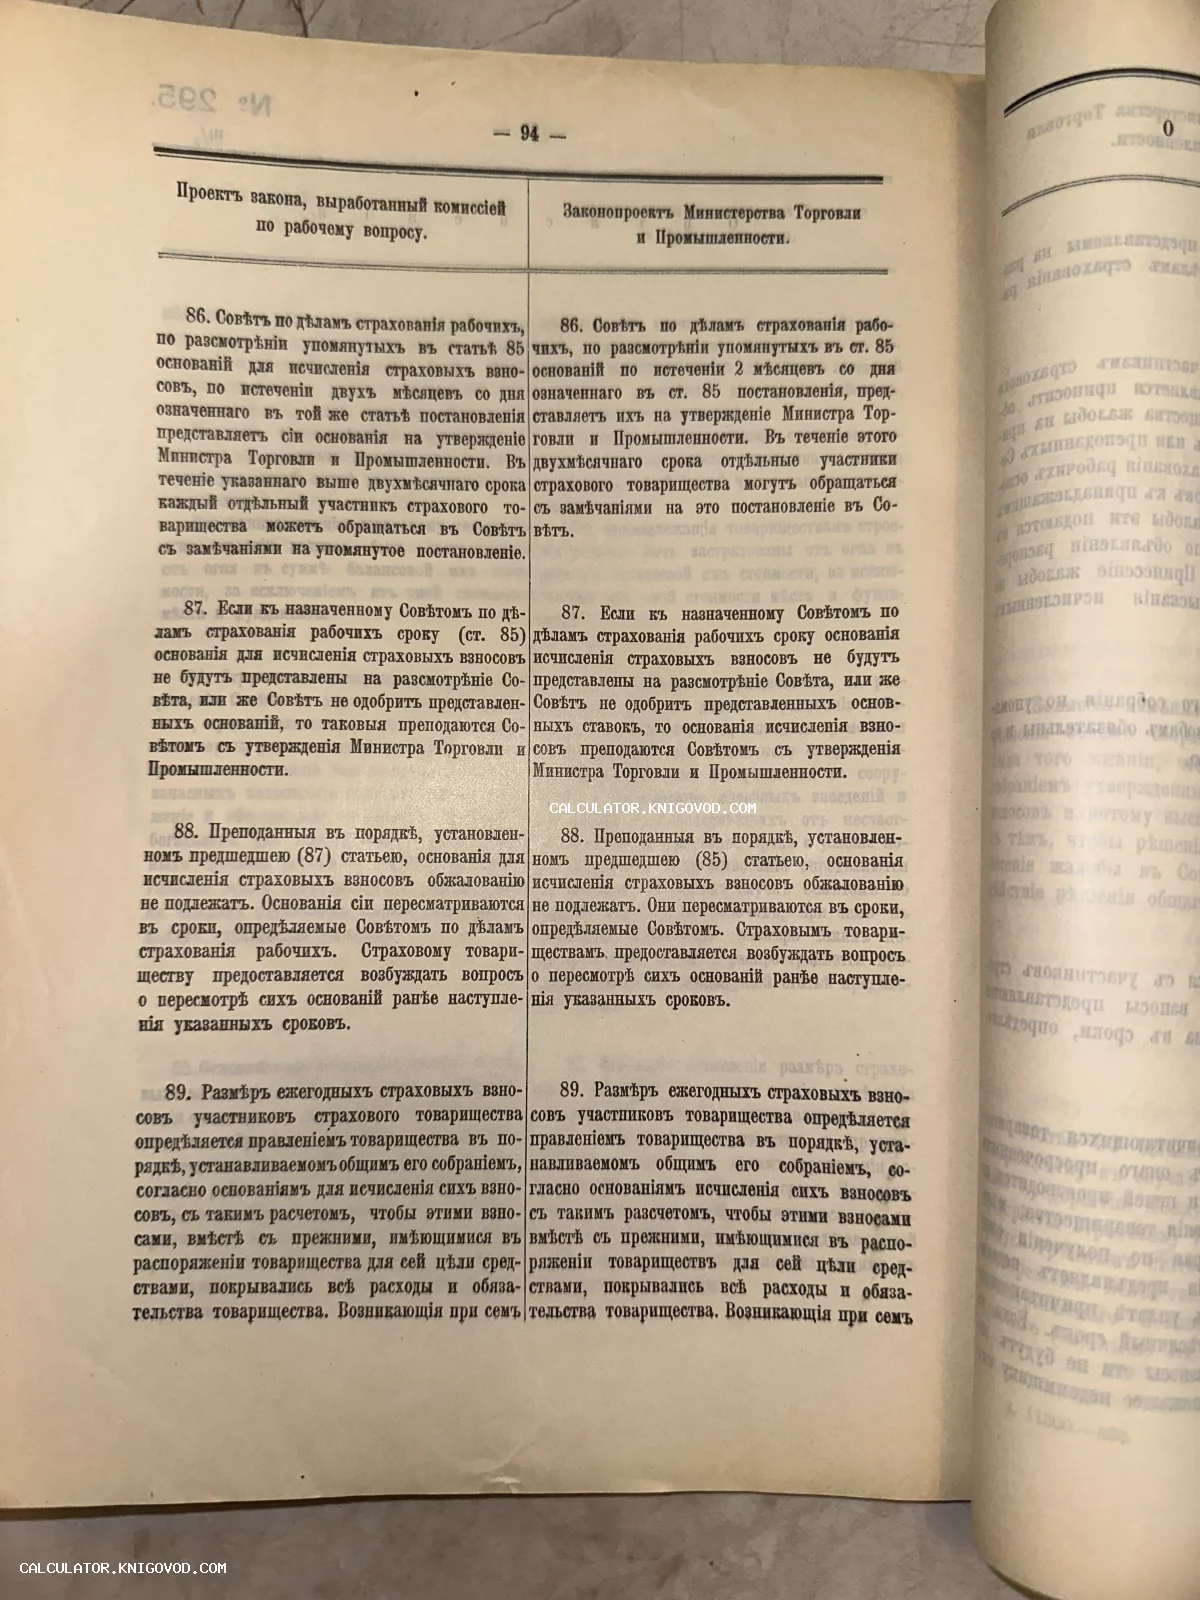 № 295.
— 94 —
Проектъ закона, выработанный комиссіей
по рабочему вопросу.
86. Совѣтъ по дѣламъ страхованія рабочихъ,
по разсмотрѣніи упомянутыхъ въ статьѣ 85
основаній для исчисленія страховыхъ взно-
совъ, по истеченіи двухъ мѣсяцевъ со дня
означеннаго въ той же статьѣ постановленія
представляетъ сіи основанія на утвержденіе
Министра Торговли и Промышленности. Въ
теченіе указаннаго выше двухмѣсячнаго срока
каждый отдѣльный участникъ страхового то-
варищества можетъ обращаться въ Совѣтъ
съ замѣчаніями на упомянутое постановленіе.
87. Если къ назначенному Совѣтомъ по дѣ-
ламъ страхованія рабочихъ сроку (ст. 85)
основанія для исчисленія страховыхъ взносовъ
не будутъ представлены на разсмотрѣніе Со-
вѣта, или же Совѣтъ не одобритъ представлен-
ныхъ основаній, то таковыя преподаются Со-
вѣтомъ съ утвержденія Министра Торговли и
Промышленности.
88. Преподанныя въ порядкѣ, установлен-
номъ предшедшею (87) статьею, основанія для
исчисленія страховыхъ взносовъ обжалованію
не подлежатъ. Основанія сіи пересматриваются
въ сроки, опредѣляемые Совѣтомъ по дѣламъ
страхованія рабочихъ. Страховому товари-
ществу предоставляется возбуждать вопросъ
о пересмотрѣ сихъ основаній ранѣе наступле-
нія указанныхъ сроковъ.
89. Размѣръ ежегодныхъ страховыхъ взно-
совъ участниковъ страхового товарищества
опредѣляется правленіемъ товарищества въ по-
рядкѣ, устанавливаемомъ общимъ его собраніемъ,
согласно основаніямъ для исчисленія сихъ взно-
совъ, съ такимъ расчетомъ, чтобы этими взно-
сами, вмѣстѣ съ прежними, имѣющимися въ
распоряженіи товарищества для сей цѣли сред-
ствами, покрывались всѣ расходы и обяза-
тельства товарищества. Возникающія при семъ
Законопроектъ Министерства Торговли
и Промышленности.
86. Совѣтъ по дѣламъ страхованія рабо-
чихъ, по разсмотрѣніи упомянутыхъ въ ст. 85
основаній по истеченіи 2 мѣсяцевъ со дня
означеннаго въ ст. 85 постановленія, пред-
ставляетъ ихъ на утвержденіе Министра Тор-
говли и Промышленности. Въ теченіе этого
двухмѣсячнаго срока отдѣльные участники
страхового товарищества могутъ обращаться
съ замѣчаніями на это постановленіе въ Со-
вѣтъ.
87. Если къ назначенному Совѣтомъ по
дѣламъ страхованія рабочихъ сроку основанія
исчисленія страховыхъ взносовъ не будутъ
представлены на разсмотрѣніе Совѣта, или же
Совѣтъ не одобритъ представленныхъ основ-
ныхъ ставокъ, то основанія исчисленія взно-
совъ преподаются Совѣтомъ съ утвержденія
Министра Торговли и Промышленности.
CALCULATOR.KNIGOVOD.COM
88. Преподанныя въ порядкѣ, установлен-
номъ предшедшею (85) статьею, основанія
исчисленія страховыхъ взносовъ обжалованію
не подлежатъ. Они пересматриваются въ сроки,
опредѣляемые Совѣтомъ. Страховымъ товари-
ществамъ предоставляется возбуждать вопросъ
о пересмотрѣ сихъ основаній ранѣе наступле-
нія указанныхъ сроковъ.
89. Размѣръ ежегодныхъ страховыхъ взно-
совъ участниковъ товарищества опредѣляется
правленіемъ товарищества въ порядкѣ, уста-
навливаемомъ общимъ его собраніемъ, со-
гласно основаніямъ исчисленія сихъ взносовъ
съ такимъ разсчетомъ, чтобы этими взносами
вмѣстѣ съ прежними, имѣющимися въ распо-
ряженіи товариществъ для сей цѣли сред-
ствами, покрывались всѣ расходы и обяза-
тельства товарищества. Возникающія при семъ
О
CALCULATOR.KNIGOVOD.COM